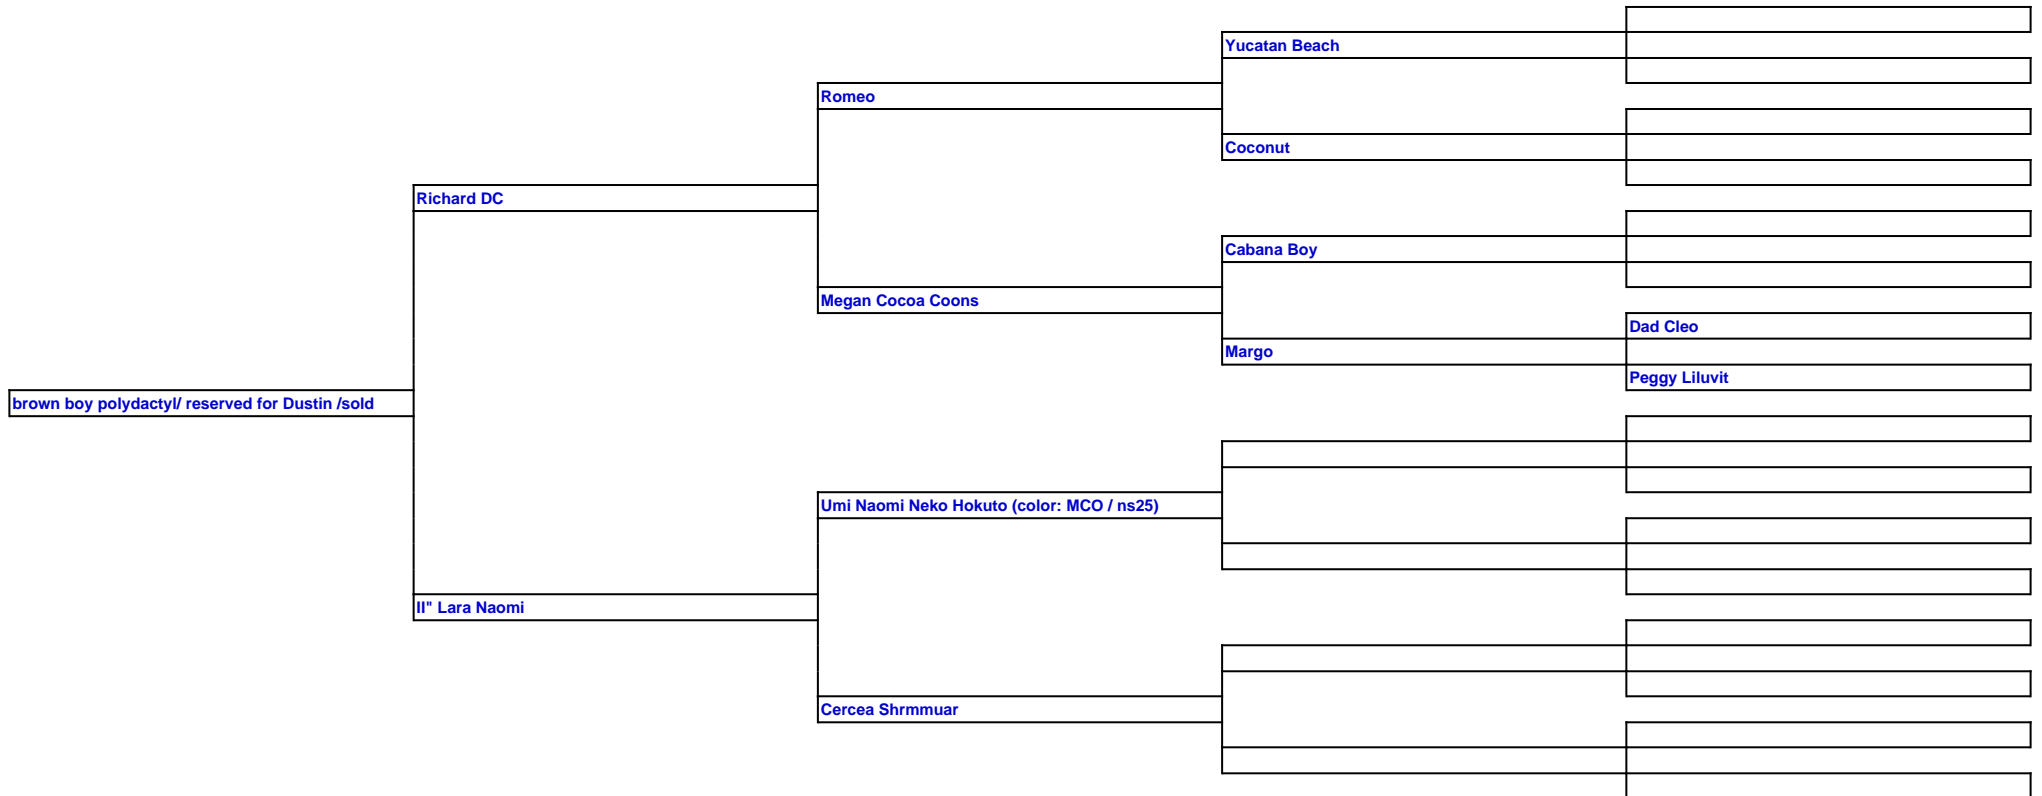 Yucatan Beach
Romeo
Coconut
Richard DC
Cabana Boy
Megan Cocoa Coons
Dad Cleo
Margo
Peggy Liluvit
brown boy polydactyl/ reserved for Dustin /sold
Umi Naomi Neko Hokuto (color: MCO / ns25)
II" Lara Naomi
Cercea Shrmmuar